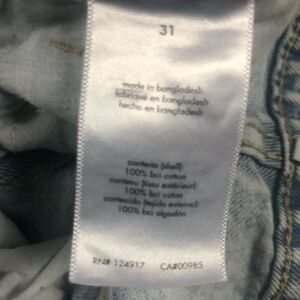 31
made in bangladesh
fabriqué en bangladesh
hecho en bangladesh
contents (shell):
100% bci cotton
contenu (tissu extérieur):
100% bci coton
contenido (tejido externo):
100% bci algodón
RN# 124917 CA#00985